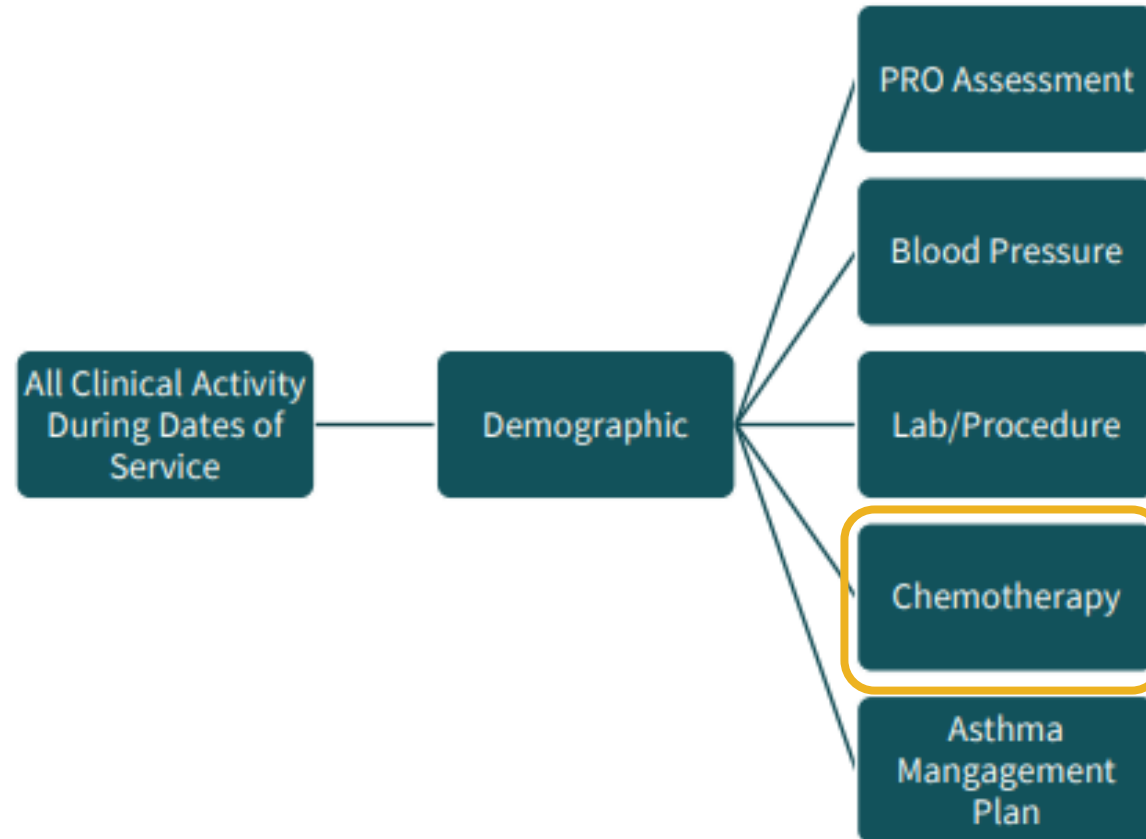 All Clinical Activity
During Dates of
Service
Demographic
PRO Assessment
Blood Pressure
Lab/Procedure
Chemotherapy
Asthma
Mangagement
Plan